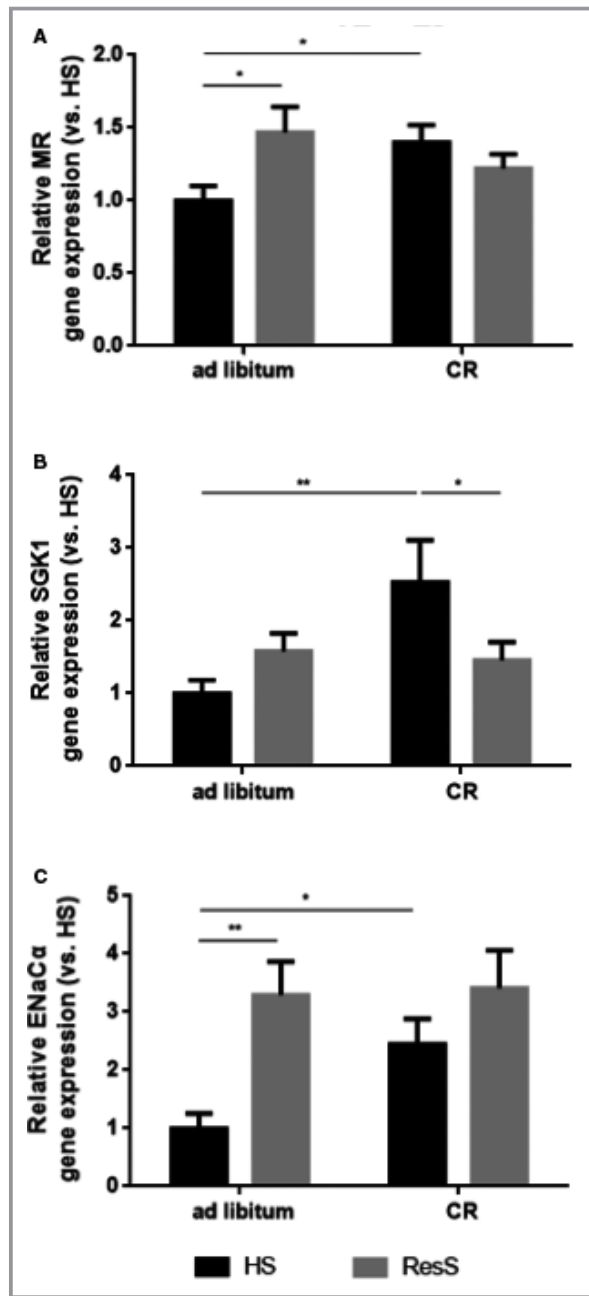 A
Relative MR
gene expression (vs. HS)
2.0
1.5
1.0
0.5
0.0
*
*
ad libitum
CR
B
Relative SGK1
gene expression (vs. HS)
4
3
2
1
0
**
*
ad libitum
CR
C
Relative ENaCα
gene expression (vs. HS)
5
4
3
2
1
0
*
**
ad libitum
CR
HS
ResS